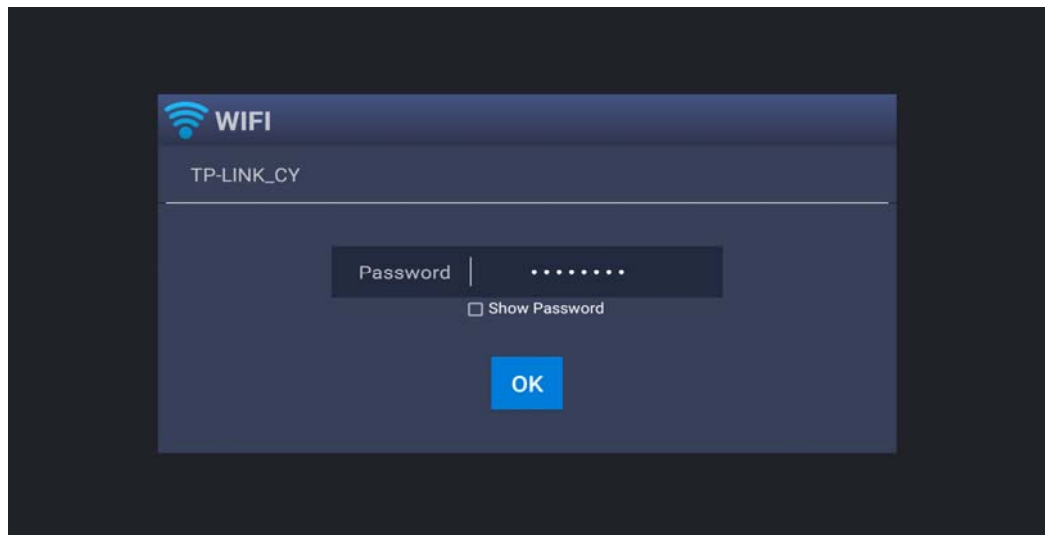 WIFI
TP-LINK_CY
Password ••••••••
Show Password
OK